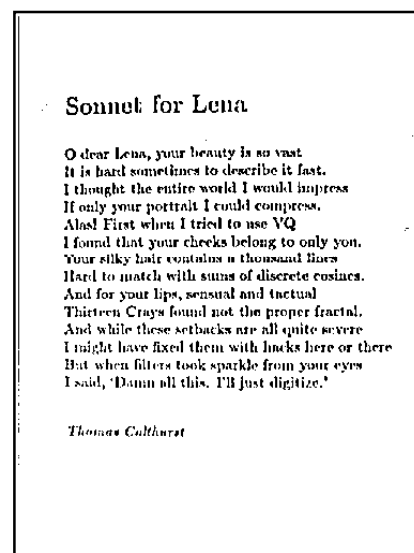 Sonnet for Lena
O dear Lena, your beauty is so vast
It is hard sometimes to describe it fast.
I thought the entire world I would impress
If only your portrait I could compress.
Alas! First when I tried to use VQ
I found that your cheeks belong to only you.
Your silky hair contains a thousand lines
Hard to match with sums of discrete cosines.
And for your lips, sensual and tactual
Thirteen Crays found not the proper fractal.
And while these setbacks are all quite severe
I might have fixed them with hacks here or there
But when filters took sparkle from your eyes
I said, 'Damn all this. I'll just digitize.'
Thomas Colthurst